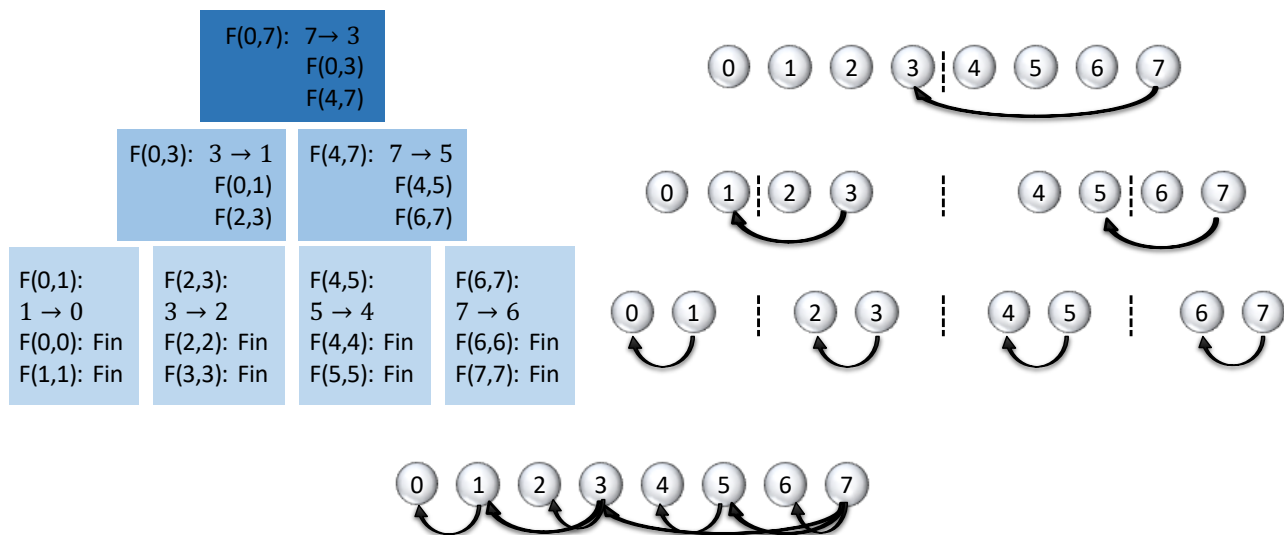 F(0,7): 7→ 3
F(0,3)
F(4,7)
F(0,3): 3 → 1
F(0,1)
F(2,3)
F(4,7): 7 → 5
F(4,5)
F(6,7)
F(0,1):
1 → 0
F(0,0): Fin
F(1,1): Fin
F(2,3):
3 → 2
F(2,2): Fin
F(3,3): Fin
F(4,5):
5 → 4
F(4,4): Fin
F(5,5): Fin
F(6,7):
7 → 6
F(6,6): Fin
F(7,7): Fin
0 1 2 3 4 5 6 7
0 1 2 3 4 5 6 7
0 1 2 3 4 5 6 7
0 1 2 3 4 5 6 7